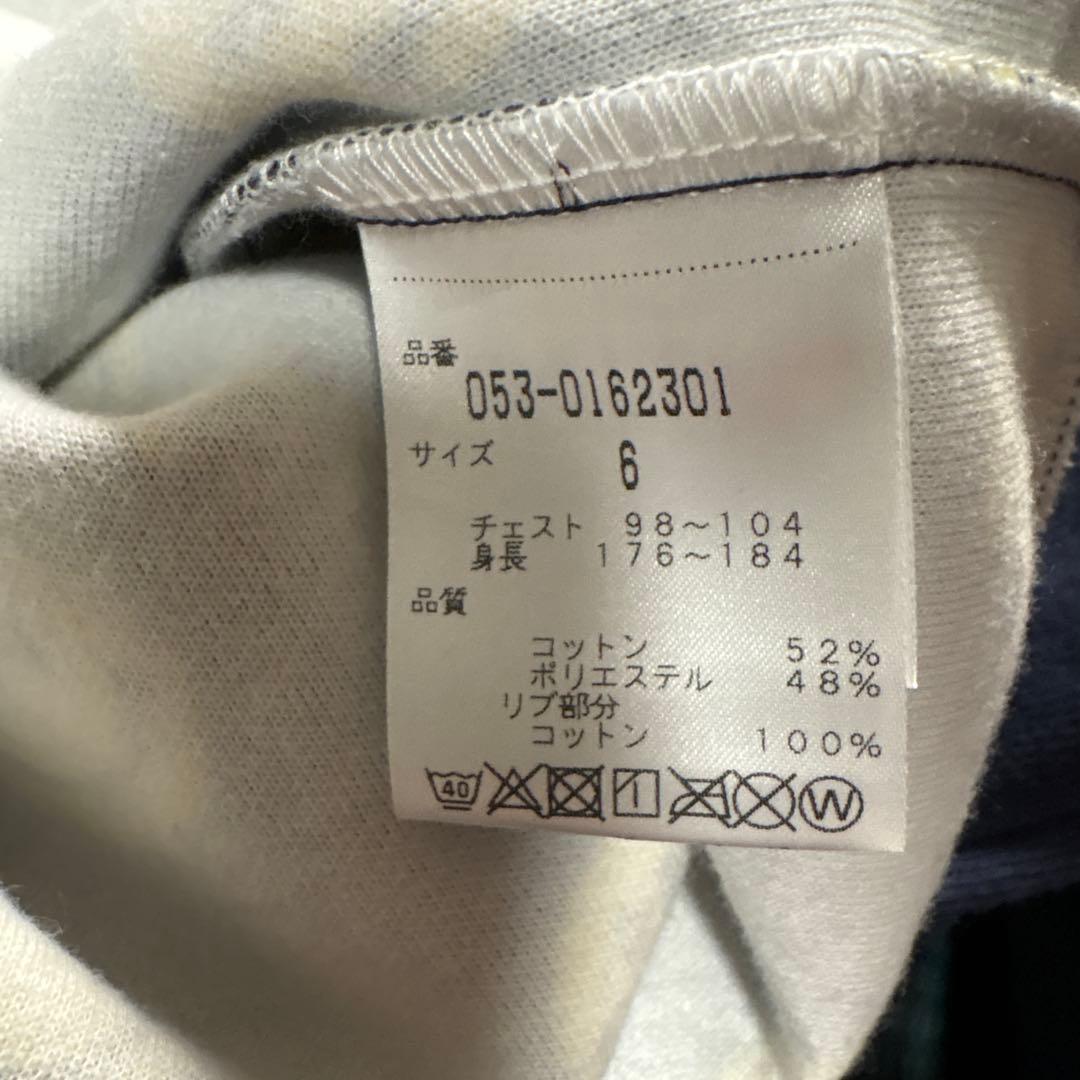 品番
053-0162301
サイズ 6
チェスト 98～104
身長 176～184
品質
コットン 52%
ポリエステル 48%
リブ部分
コットン 100%
40 W